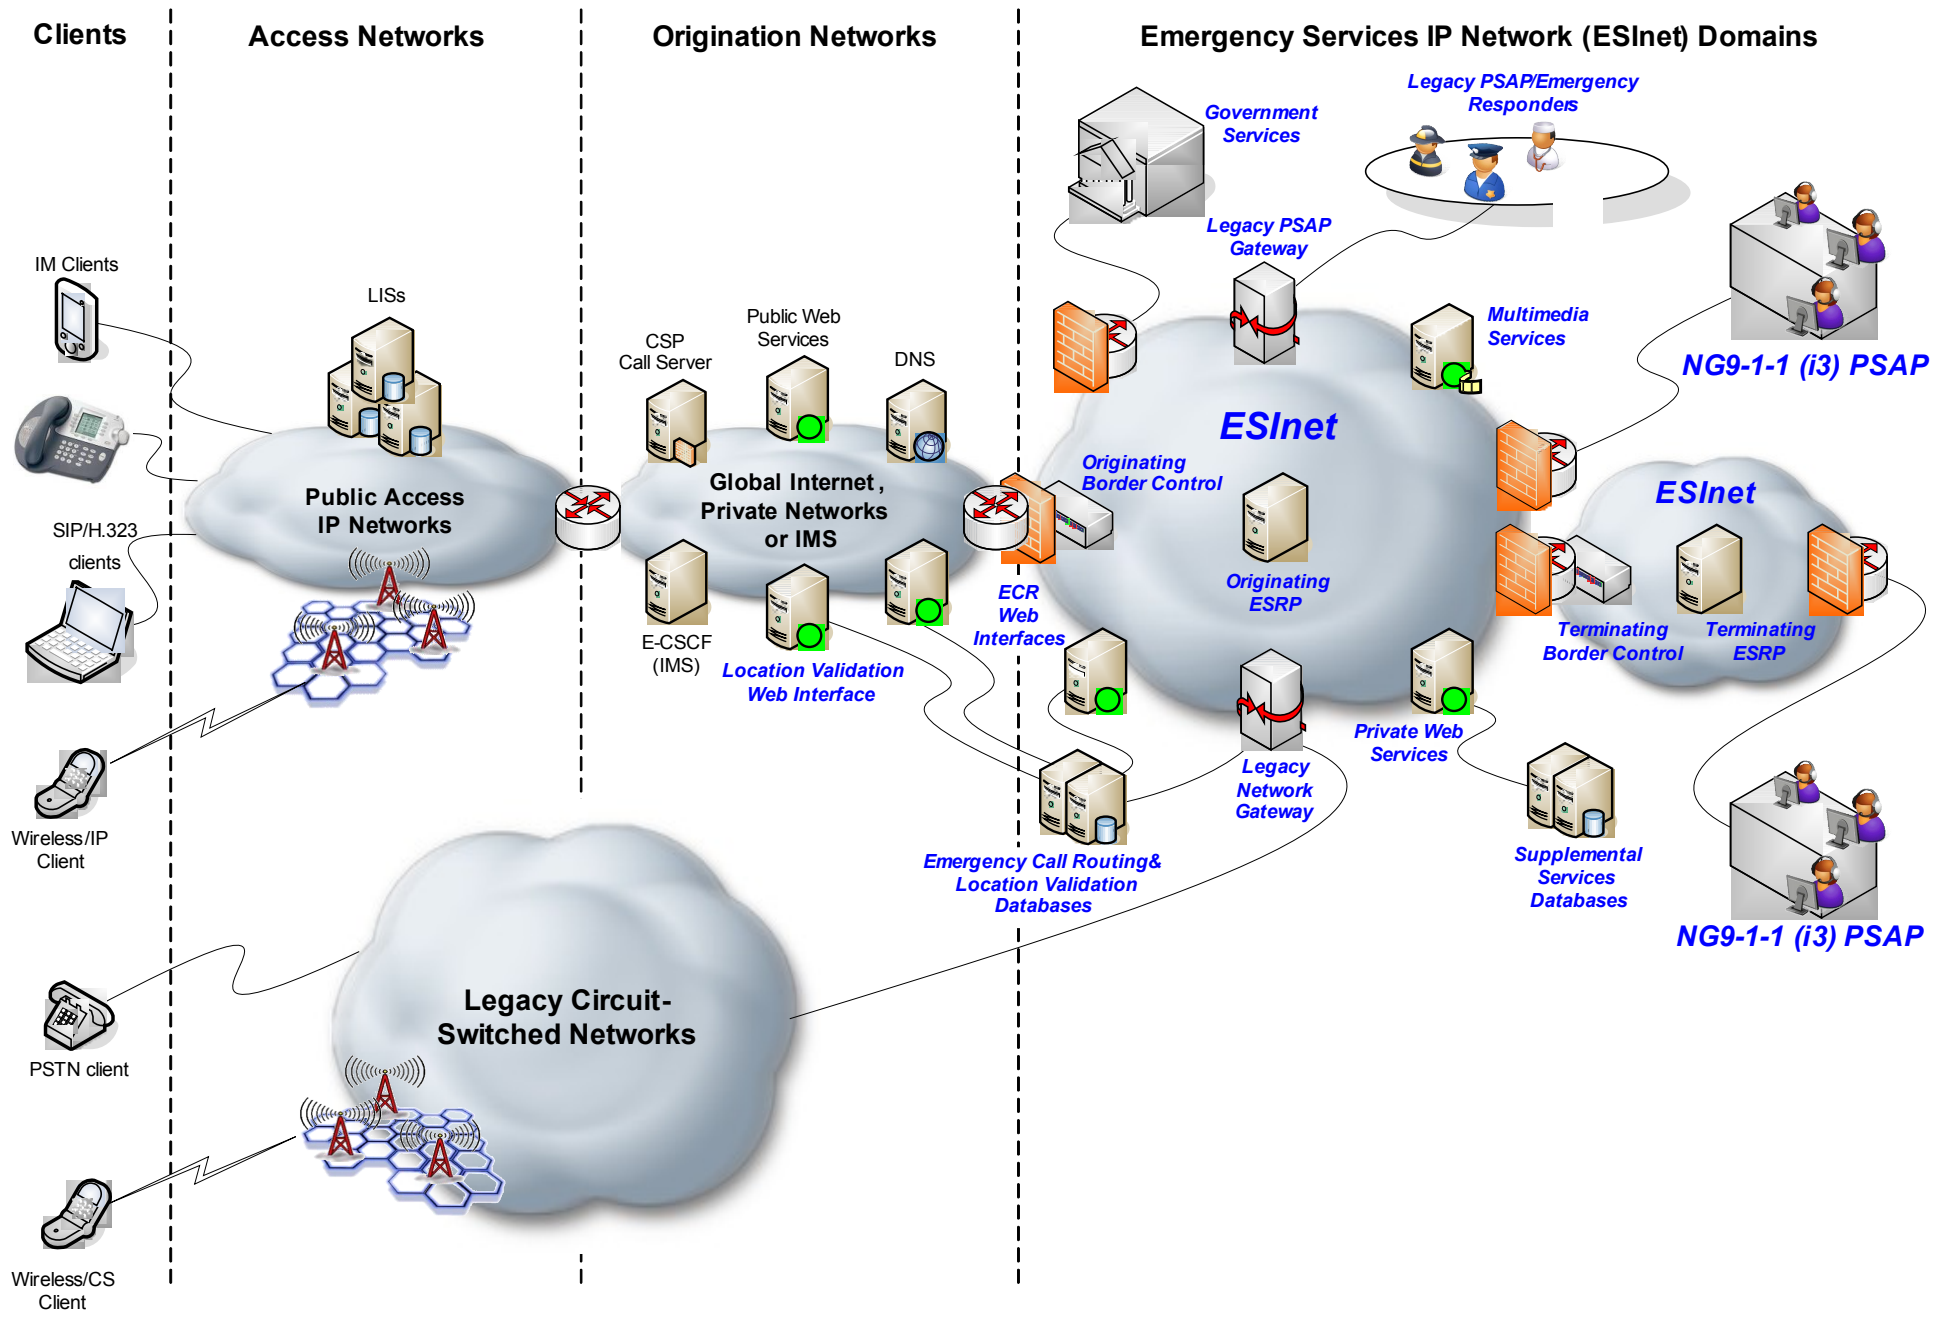 Clients
Access Networks
Origination Networks
Emergency Services IP Network (ESInet) Domains
Legacy PSAP/Emergency
Responders
Government
Services
Legacy PSAP
Gateway
IM Clients
LISs
CSP
Call Server
Public Web
Services
DNS
Multimedia
Services
NG9-1-1 (i3) PSAP
ESInet
Public Access
IP Networks
Global Internet ,
Private Networks
or IMS
Originating
Border Control
ESInet
SIP/H.323
clients
Originating
ESRP
ECR
Web
Interfaces
E-CSCF
(IMS)
Location Validation
Web Interface
Terminating
Border Control
Terminating
ESRP
Private Web
Services
Legacy
Network
Gateway
Wireless/IP
Client
Emergency Call Routing&
Location Validation
Databases
Supplemental
Services
Databases
NG9-1-1 (i3) PSAP
Legacy Circuit-
Switched Networks
PSTN client
Wireless/CS
Client